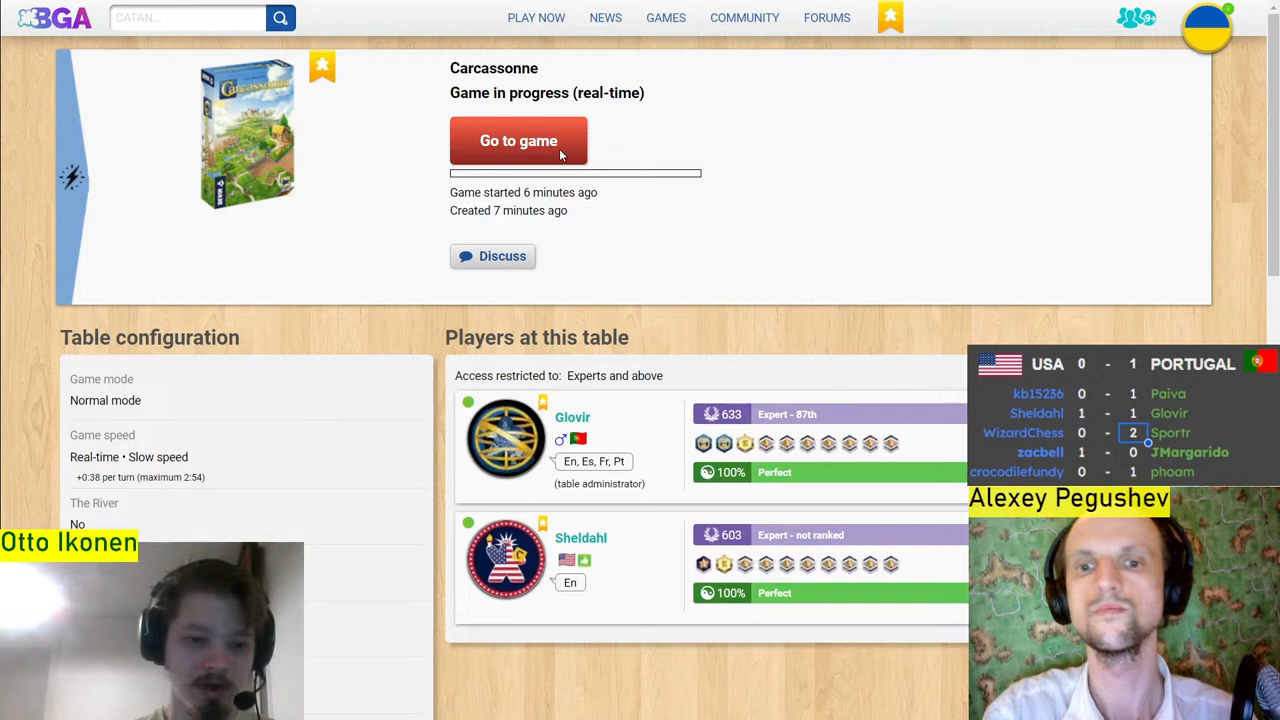 BGA
CATAN...
PLAY NOW
NEWS
GAMES
COMMUNITY
FORUMS
9+
Carcassonne
Carcassonne
Game in progress (real-time)
Go to game
Game started 6 minutes ago
Created 7 minutes ago
Discuss
Table configuration
Game mode
Normal mode
Game speed
Real-time • Slow speed
+0:38 per turn (maximum 2:54)
The River
No
Players at this table
Access restricted to: Experts and above
Glovir
En, Es, Fr, Pt
(table administrator)
633 Expert - 87th
100% Perfect
Sheldahl
En
603 Expert - not ranked
100% Perfect
USA 0 - 1 PORTUGAL
kb15236 0 - 1 Paiva
Sheldahl 1 - 1 Glovir
WizardChess 0 - 2 Sportr
zacbell 1 - 0 JMargarido
crocodilefundy 0 - 1 phoam
Otto Ikonen
Alexey Pegushev